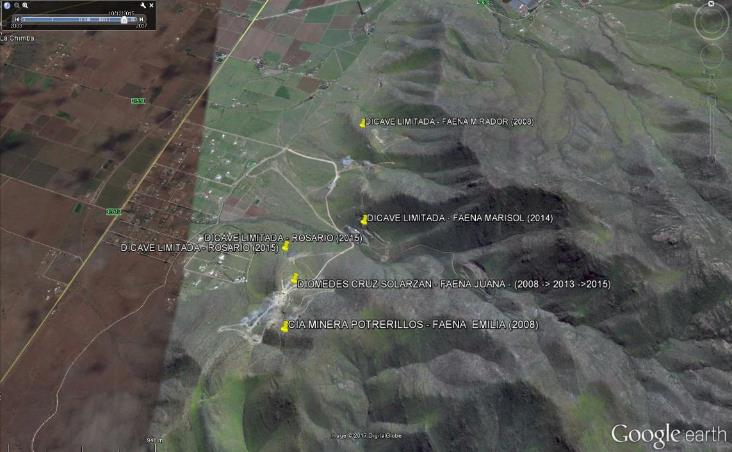 2003
2007
La Chimba
DICAVE LIMITADA - FAENA MIRADOR (2008)
DICAVE LIMITADA - FAENA MARISOL (2014)
DICAVE LIMITADA - ROSARIO (2015)
DICAVE LIMITADA - ROSARIO (2015)
DIOMEDES CRUZ SOLARZAN - FAENA JUANA - (2008 -> 2013 ->2015)
CIA MINERA POTRERILLOS - FAENA EMILIA (2008)
Image © 2017 DigitalGlobe
Google earth